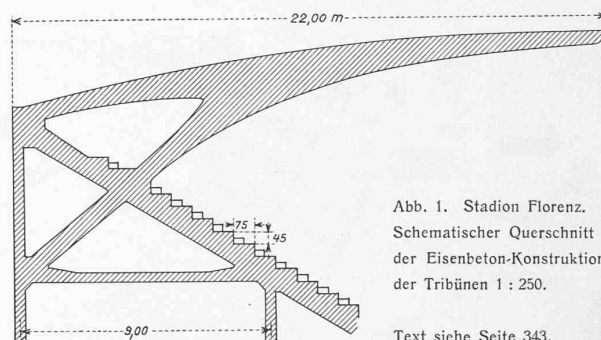 22,00 m
75
45
9,00
Abb. 1. Stadion Florenz.
Schematischer Querschnitt
der Eisenbeton-Konstruktion
der Tribünen 1 : 250.
Text siehe Seite 343.